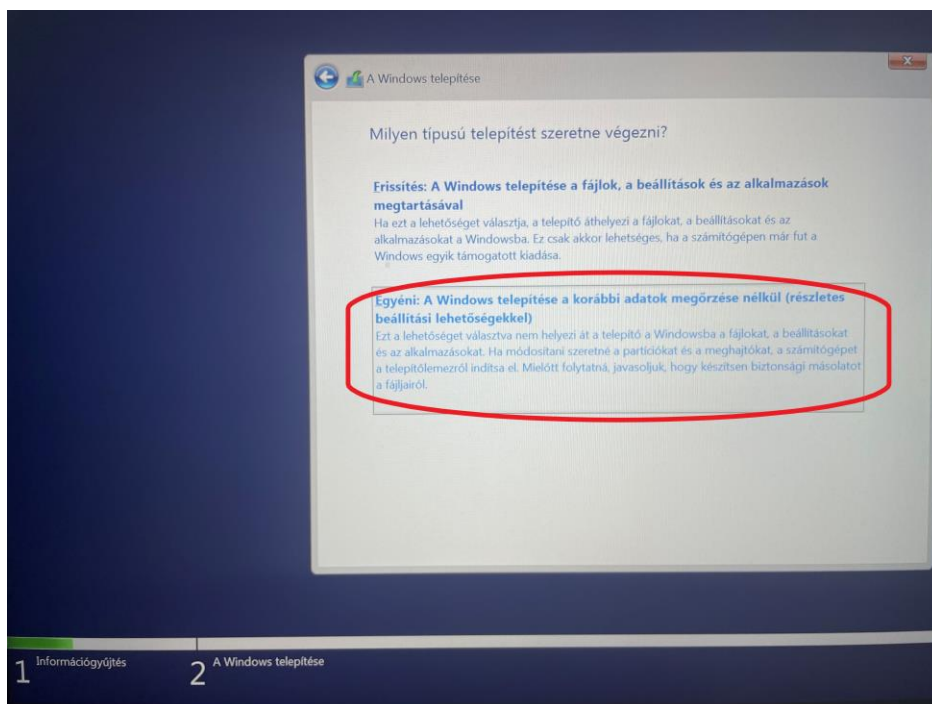 A Windows telepítése
Milyen típusú telepítést szeretne végezni?
Frissítés: A Windows telepítése a fájlok, a beállítások és az alkalmazások
megtartásával
Ha ezt a lehetőséget választja, a telepítő áthelyezi a fájlokat, a beállításokat és az
alkalmazásokat a Windowsba. Ez csak akkor lehetséges, ha a számítógépen már fut a
Windows egyik támogatott kiadása.
Egyéni: A Windows telepítése a korábbi adatok megőrzése nélkül (részletes
beállítási lehetőségekkel)
Ezt a lehetőséget választva nem helyezi át a telepítő a Windowsba a fájlokat, a beállításokat
és az alkalmazásokat. Ha módosítani szeretné a partíciókat és a meghajtókat, a számítógépet
a telepítőlemezről indítsa el. Mielőtt folytatná, javasoljuk, hogy készítsen biztonsági másolatot
a fájljairól.
1 Információgyűjtés
2 A Windows telepítése